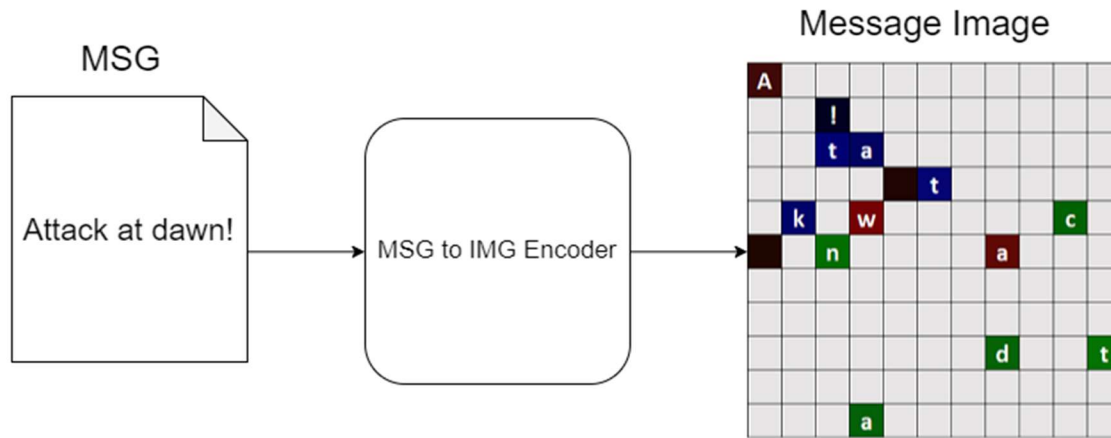 Message Image
MSG
Attack at dawn!
MSG to IMG Encoder
A
!
t a
t
k w c
n a
d t
a